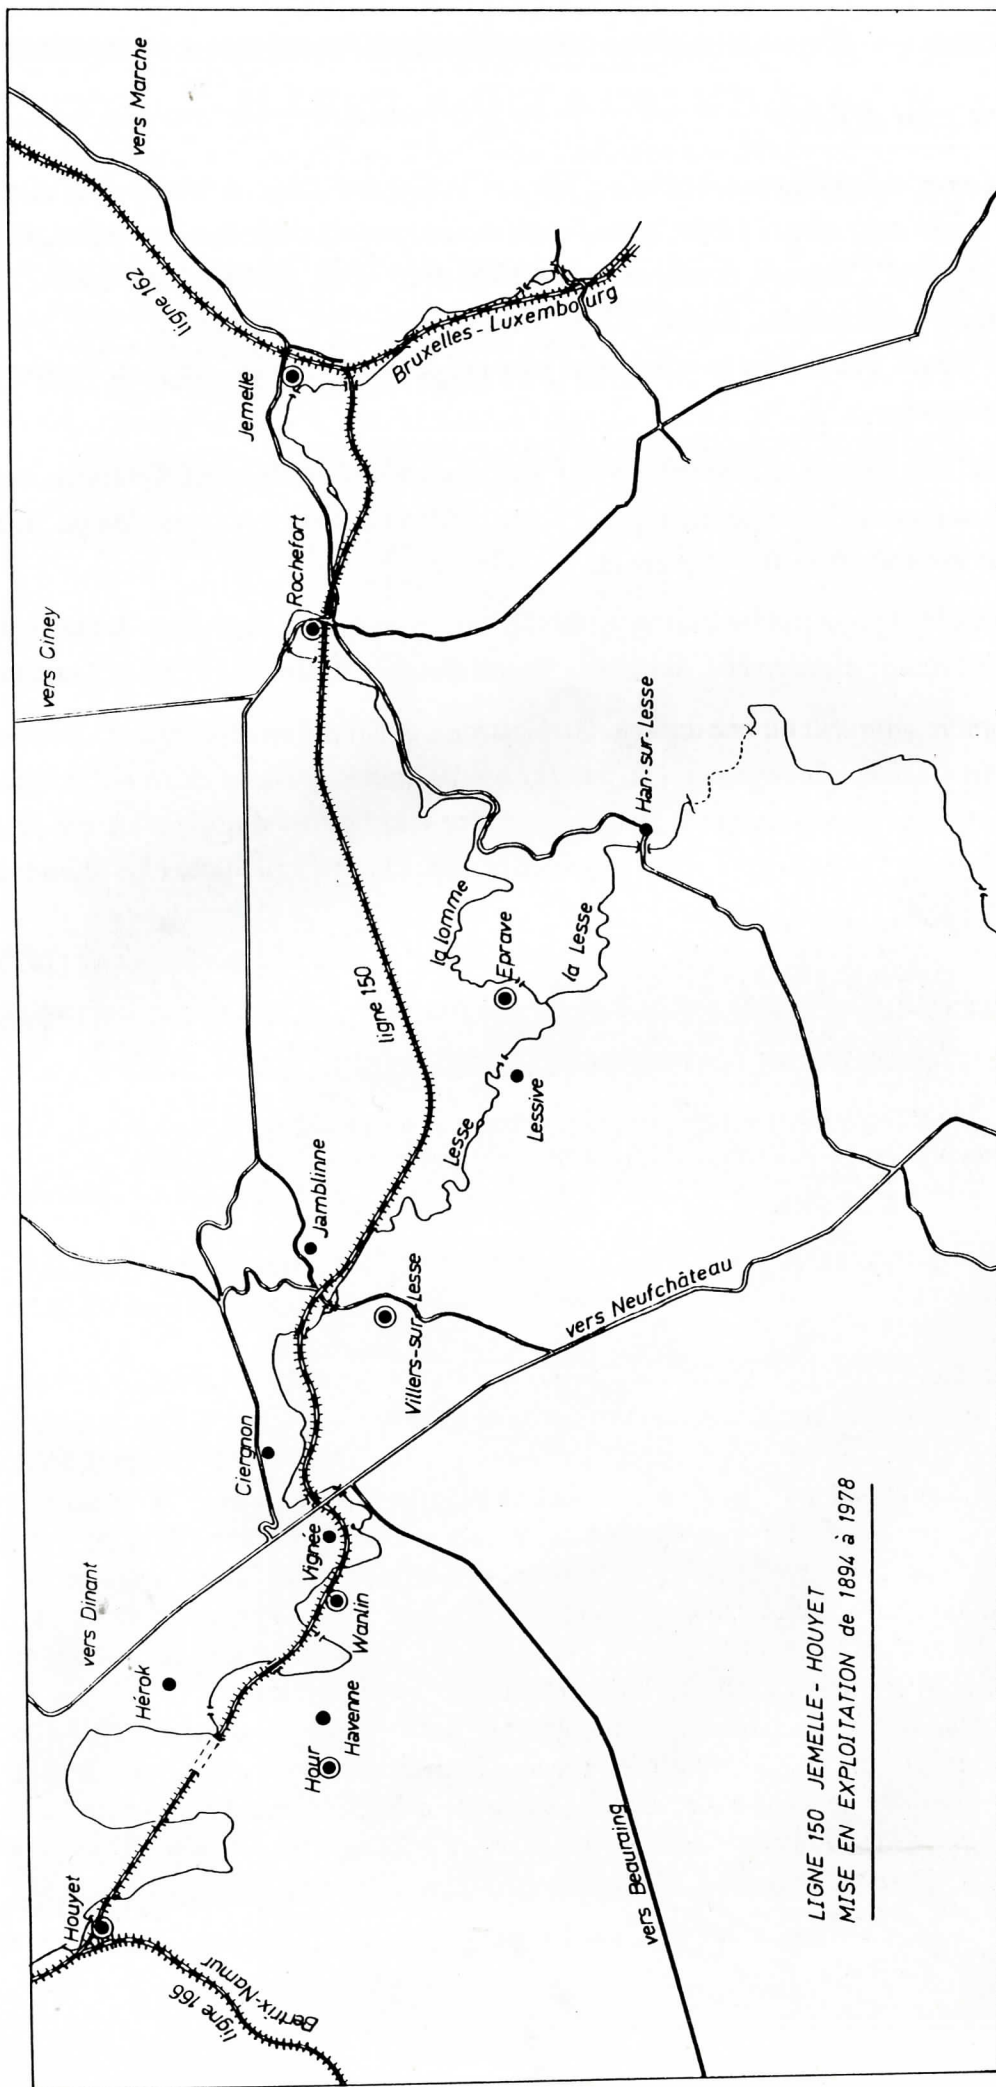 vers Marche
ligne 162
Jemelle
Bruxelles - Luxembourg
Rochefort
vers Ciney
Han-sur-Lesse
la lomme
Eprave
la Lesse
ligne 150
Lessive
Lesse
Jamblinne
Villers-sur-Lesse
vers Neufchâteau
Ciergnon
Vignée
Wanlin
vers Dinant
Hérok
Havenne
Hour
Houyet
ligne 166
Bertrix-Namur
vers Beauraing
LIGNE 150 JEMELLE - HOUYET
MISE EN EXPLOITATION de 1894 à 1978